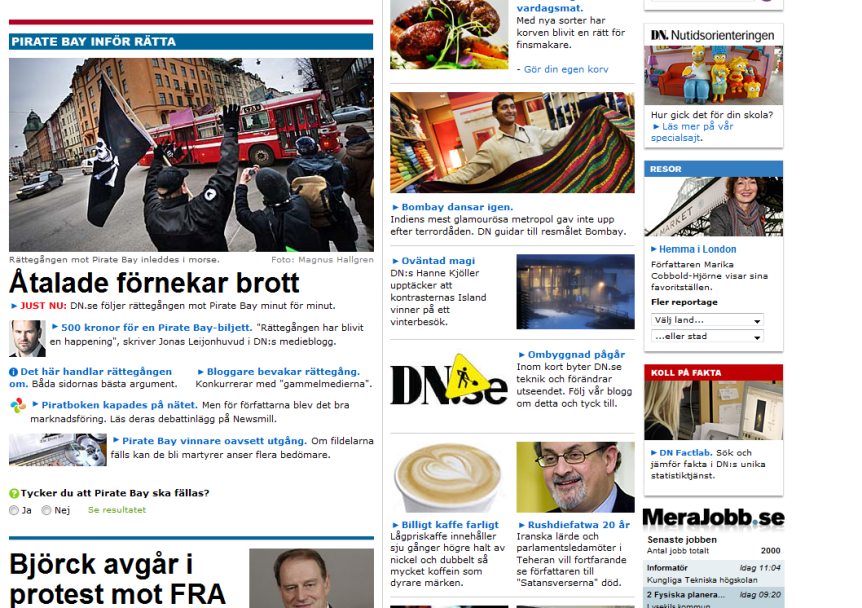 PIRATE BAY INFÖR RÄTTA
Rättegången mot Pirate Bay inleddes i morse.
Foto: Magnus Hallgren
Åtalade förnekar brott
JUST NU: DN.se följer rättegången mot Pirate Bay minut för minut.
500 kronor för en Pirate Bay-biljett. "Rättegången har blivit
en happening", skriver Jonas Leijonhuvud i DN:s medieblogg.
Det här handlar rättegången
om. Båda sidornas bästa argument.
Bloggare bevakar rättegång.
Konkurrerar med "gammelmedierna".
Piratboken kapades på nätet. Men för författarna blev det bra
marknadsföring. Läs deras debattinlägg på Newsmill.
Pirate Bay vinnare oavsett utgång. Om fildelarna
fälls kan de bli martyrer anser flera bedömare.
Tycker du att Pirate Bay ska fällas?
Ja
Nej
Se resultatet
Björck avgår i
protest mot FRA
vardagsmat.
Med nya sorter har
korven blivit en rätt för
finsmakare.
- Gör din egen korv
Bombay dansar igen.
Indiens mest glamourösa metropol gav inte upp
efter terrordåden. DN guidar till resmålet Bombay.
Oväntad magi
DN:s Hanne Kjöller
upptäcker att
kontrasternas Island
vinner på ett
vinterbesök.
DN.se
Ombyggnad pågår
Inom kort byter DN.se
teknik och förändrar
utseendet. Följ vår blogg
om detta och tyck till.
Billigt kaffe farligt
Lågpriskaffe innehåller
sju gånger högre halt av
nickel och dubbelt så
mycket koffein som
dyrare märken.
Rushdiefatwa 20 år
Iranska lärde och
parlamentsledamöter i
Teheran vill fortfarande
se författaren till
"Satansverserna" död.
DN. Nutidsorienteringen
Hur gick det för din skola?
Läs mer på vår
specialsajt.
RESOR
MARKET
Hemma i London
Författaren Marika
Cobbold-Hjörne visar sina
favoritställen.
Fler reportage
Välj land...
...eller stad
KOLL PÅ FAKTA
DN Factlab. Sök och
jämför fakta i DN:s unika
statistiktjänst.
MeraJobb.se
Senaste jobben
Antal jobb totalt 2000
Informatör Idag 11:04
Kungliga Tekniska högskolan
2 Fysiska planera... Idag 09:20
Lysekils kommun